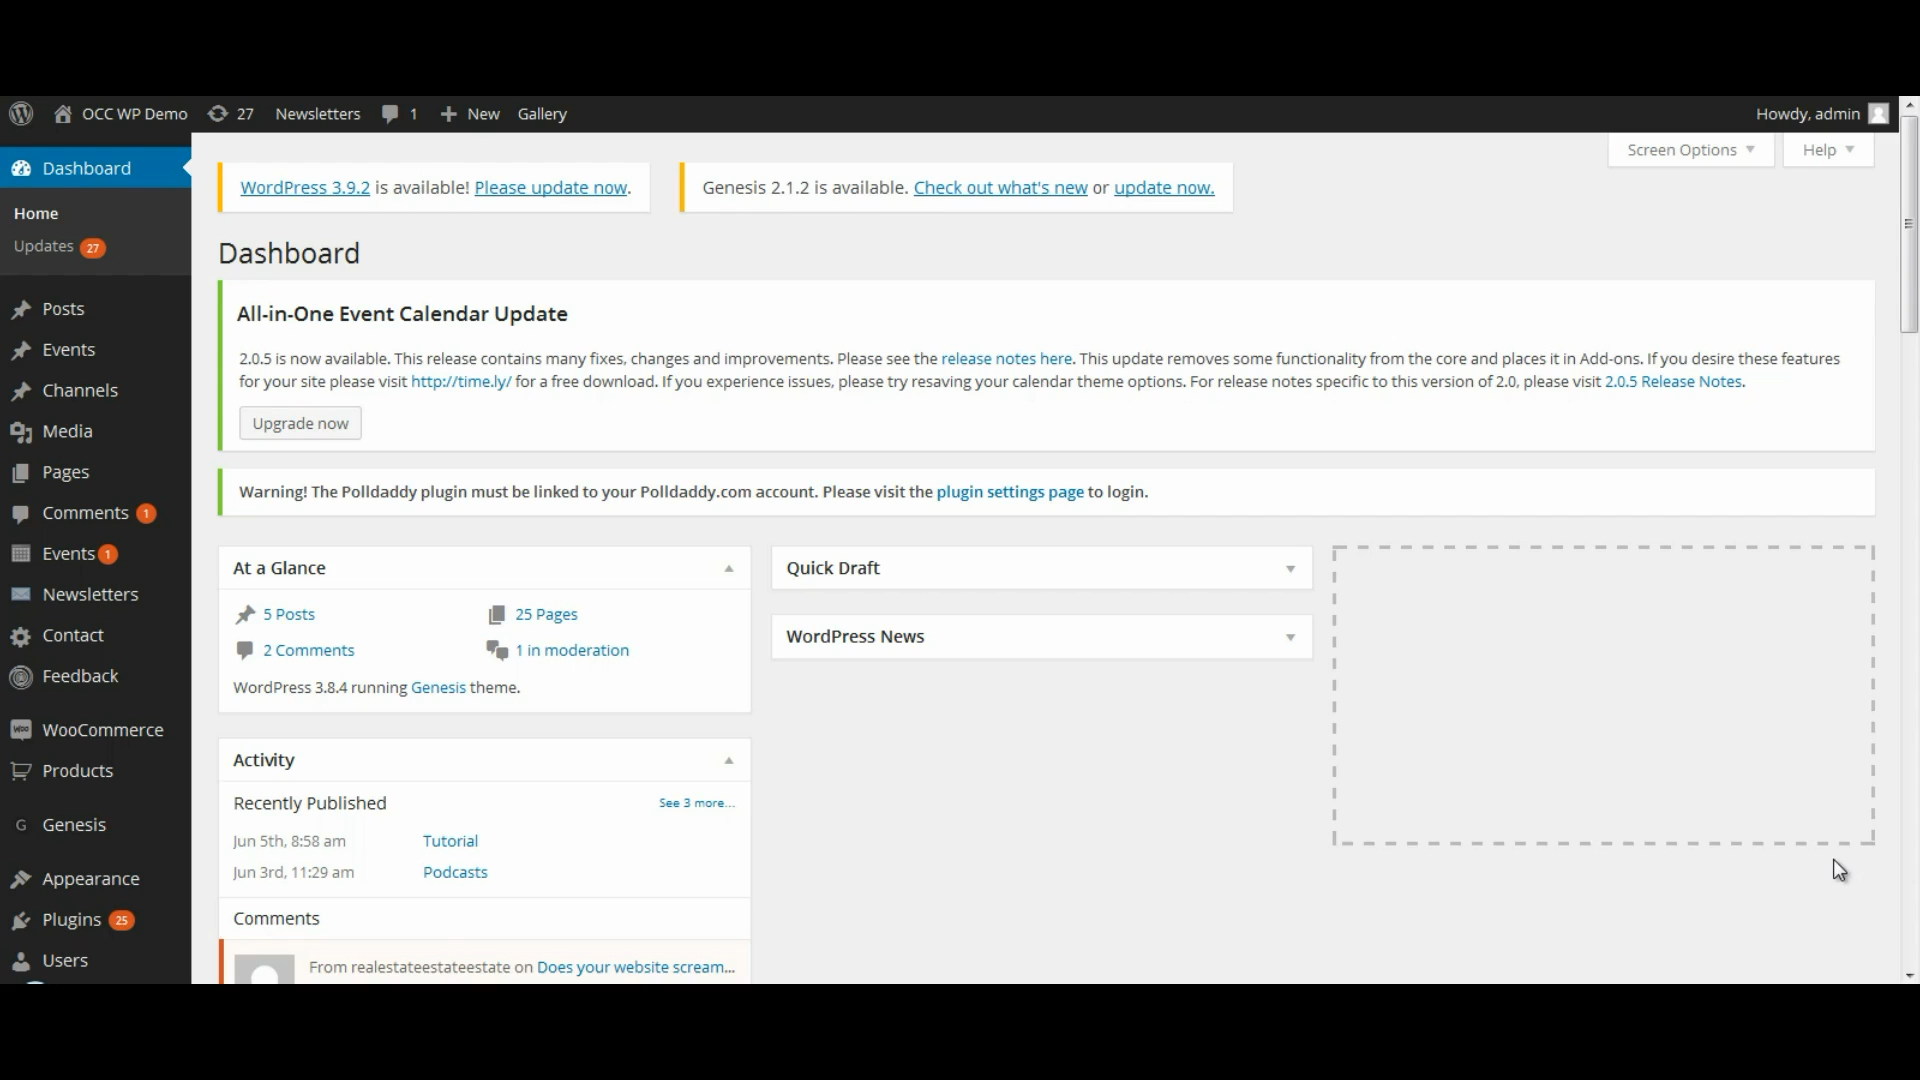 OCC WP Demo 27 Newsletters 1 New Gallery Howdy, admin
Screen Options Help
Dashboard
Home
Updates 27
Posts
Events
Channels
Media
Pages
Comments 1
Events 1
Newsletters
Contact
Feedback
WooCommerce
Products
Genesis
Appearance
Plugins 25
Users
WordPress 3.9.2 is available! Please update now.
Genesis 2.1.2 is available. Check out what's new or update now.
Dashboard
All-in-One Event Calendar Update
2.0.5 is now available. This release contains many fixes, changes and improvements. Please see the release notes here. This update removes some functionality from the core and places it in Add-ons. If you desire these features
for your site please visit http://time.ly/ for a free download. If you experience issues, please try resaving your calendar theme options. For release notes specific to this version of 2.0, please visit 2.0.5 Release Notes.
Upgrade now
Warning! The Polldaddy plugin must be linked to your Polldaddy.com account. Please visit the plugin settings page to login.
At a Glance
5 Posts 25 Pages
2 Comments 1 in moderation
WordPress 3.8.4 running Genesis theme.
Activity
Recently Published See 3 more...
Jun 5th, 8:58 am Tutorial
Jun 3rd, 11:29 am Podcasts
Comments
From realestateestateestate on Does your website scream...
Quick Draft
WordPress News